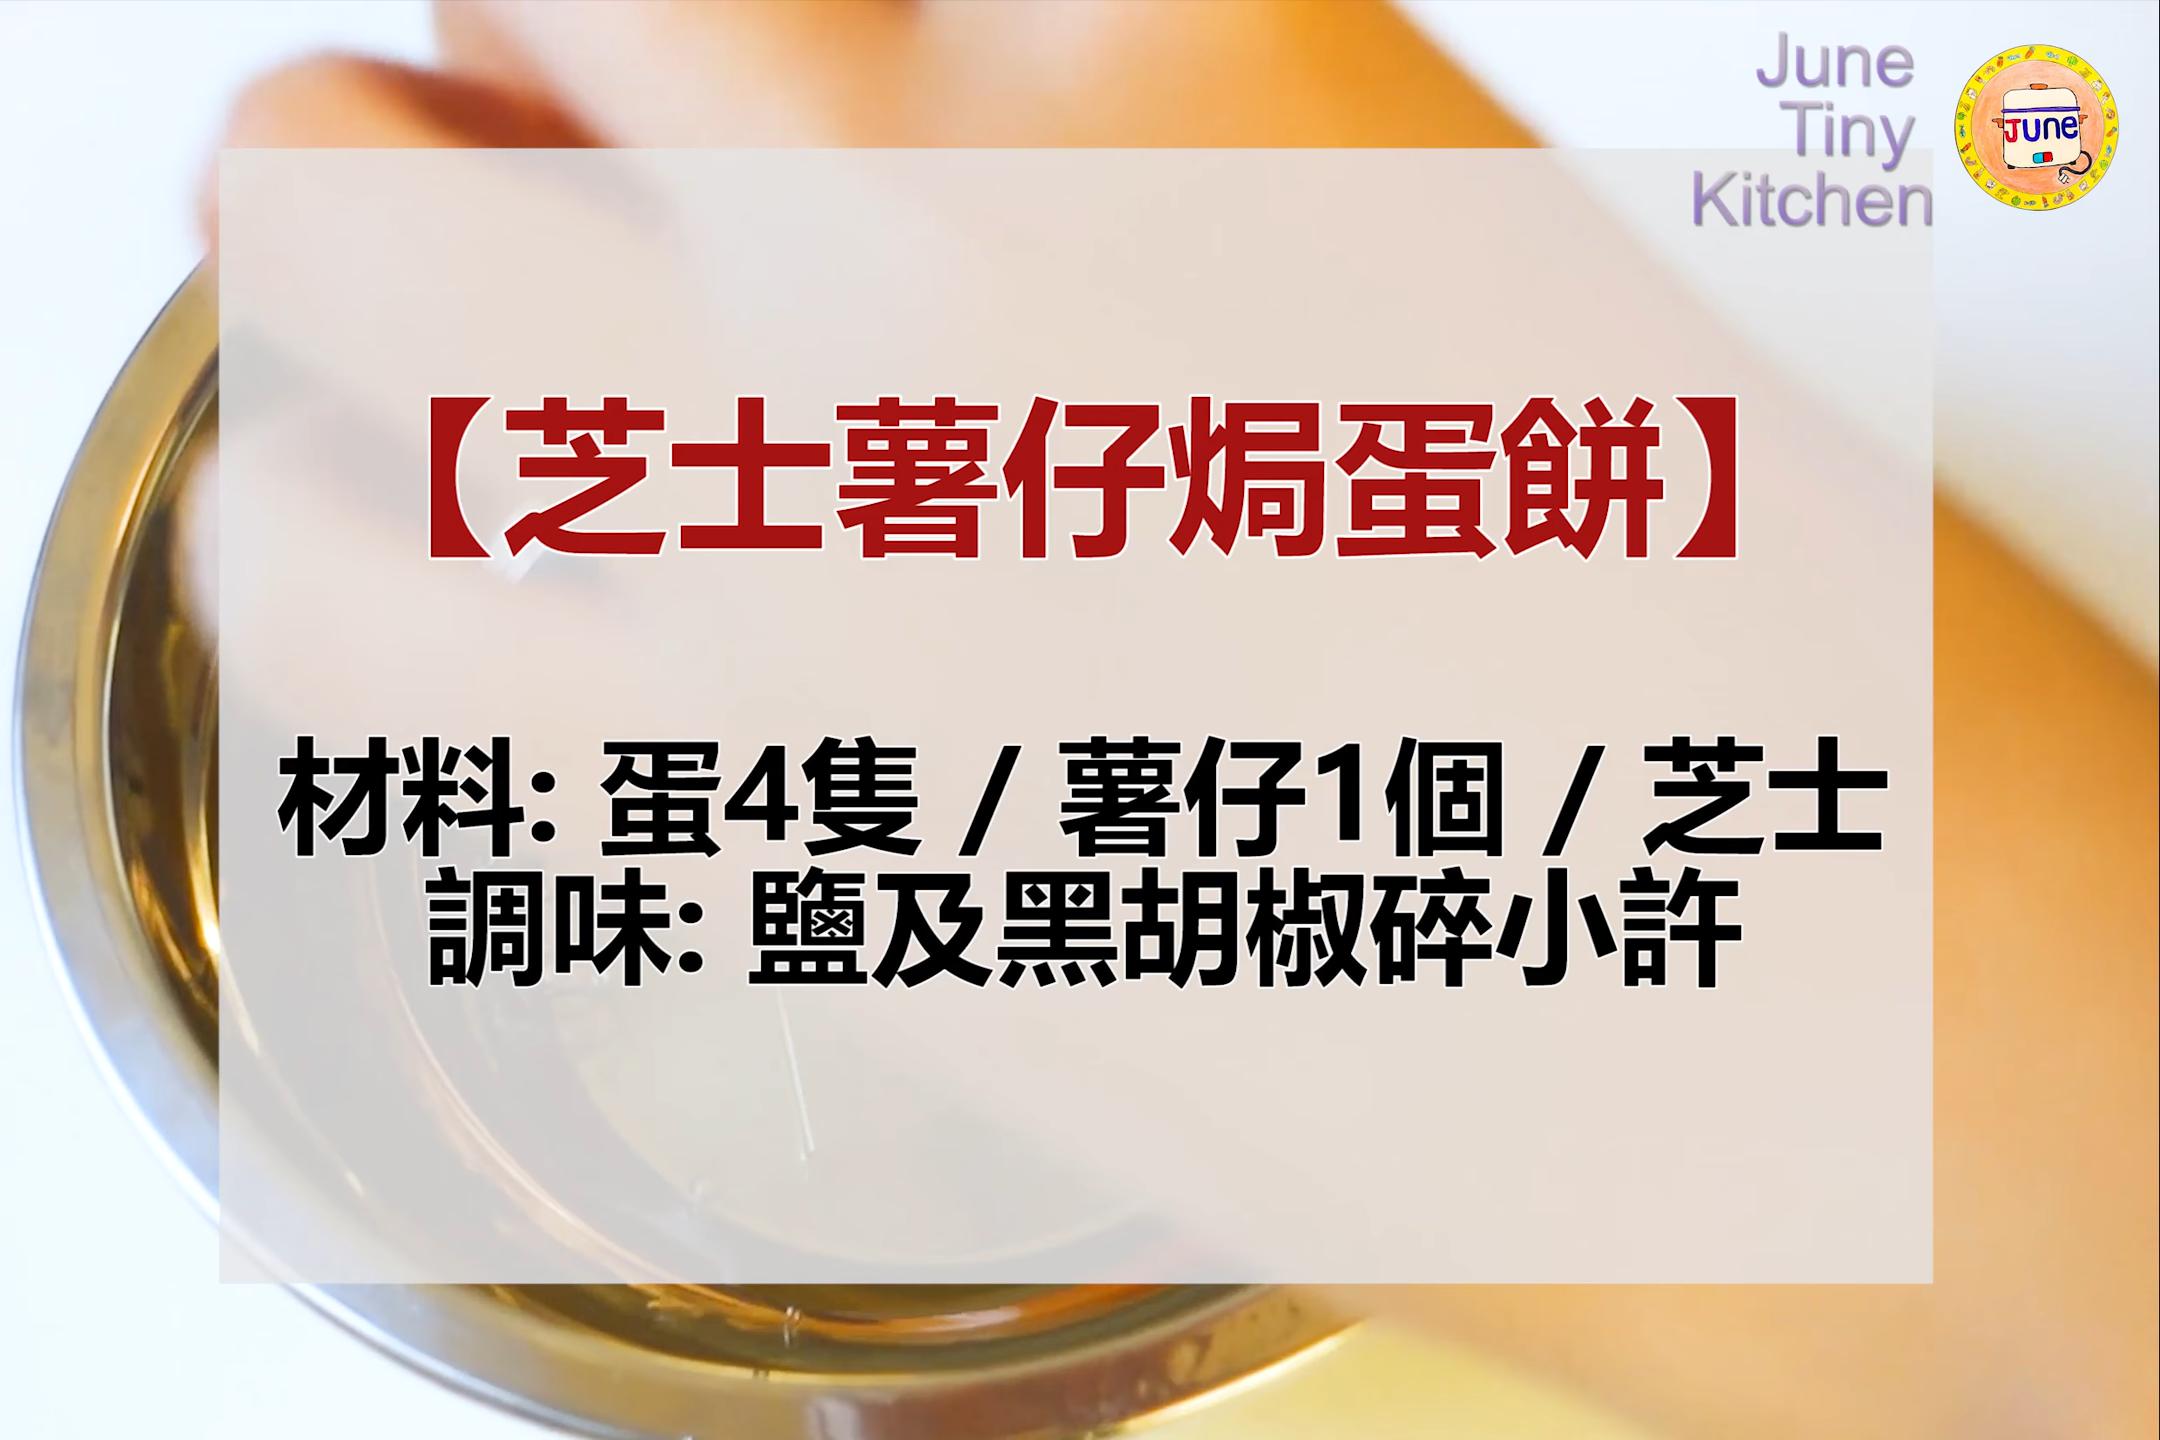 June
Tiny
Kitchen
JUNE
【芝士薯仔焗蛋餅】
材料: 蛋4隻 / 薯仔1個 / 芝士
調味: 鹽及黑胡椒碎小許